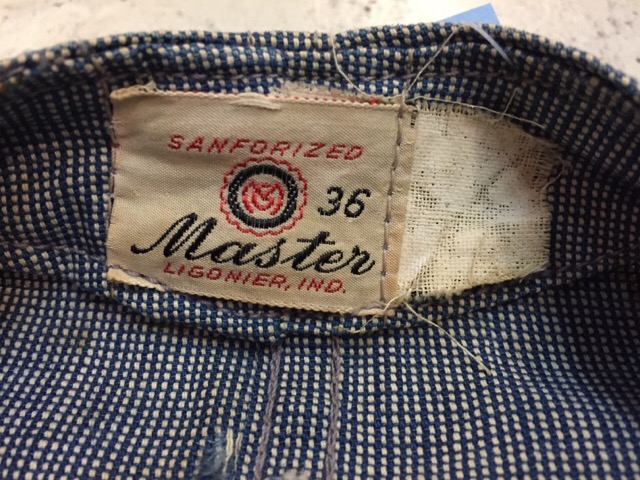 SANFORIZED
36
Master
LIGONIER, IND.